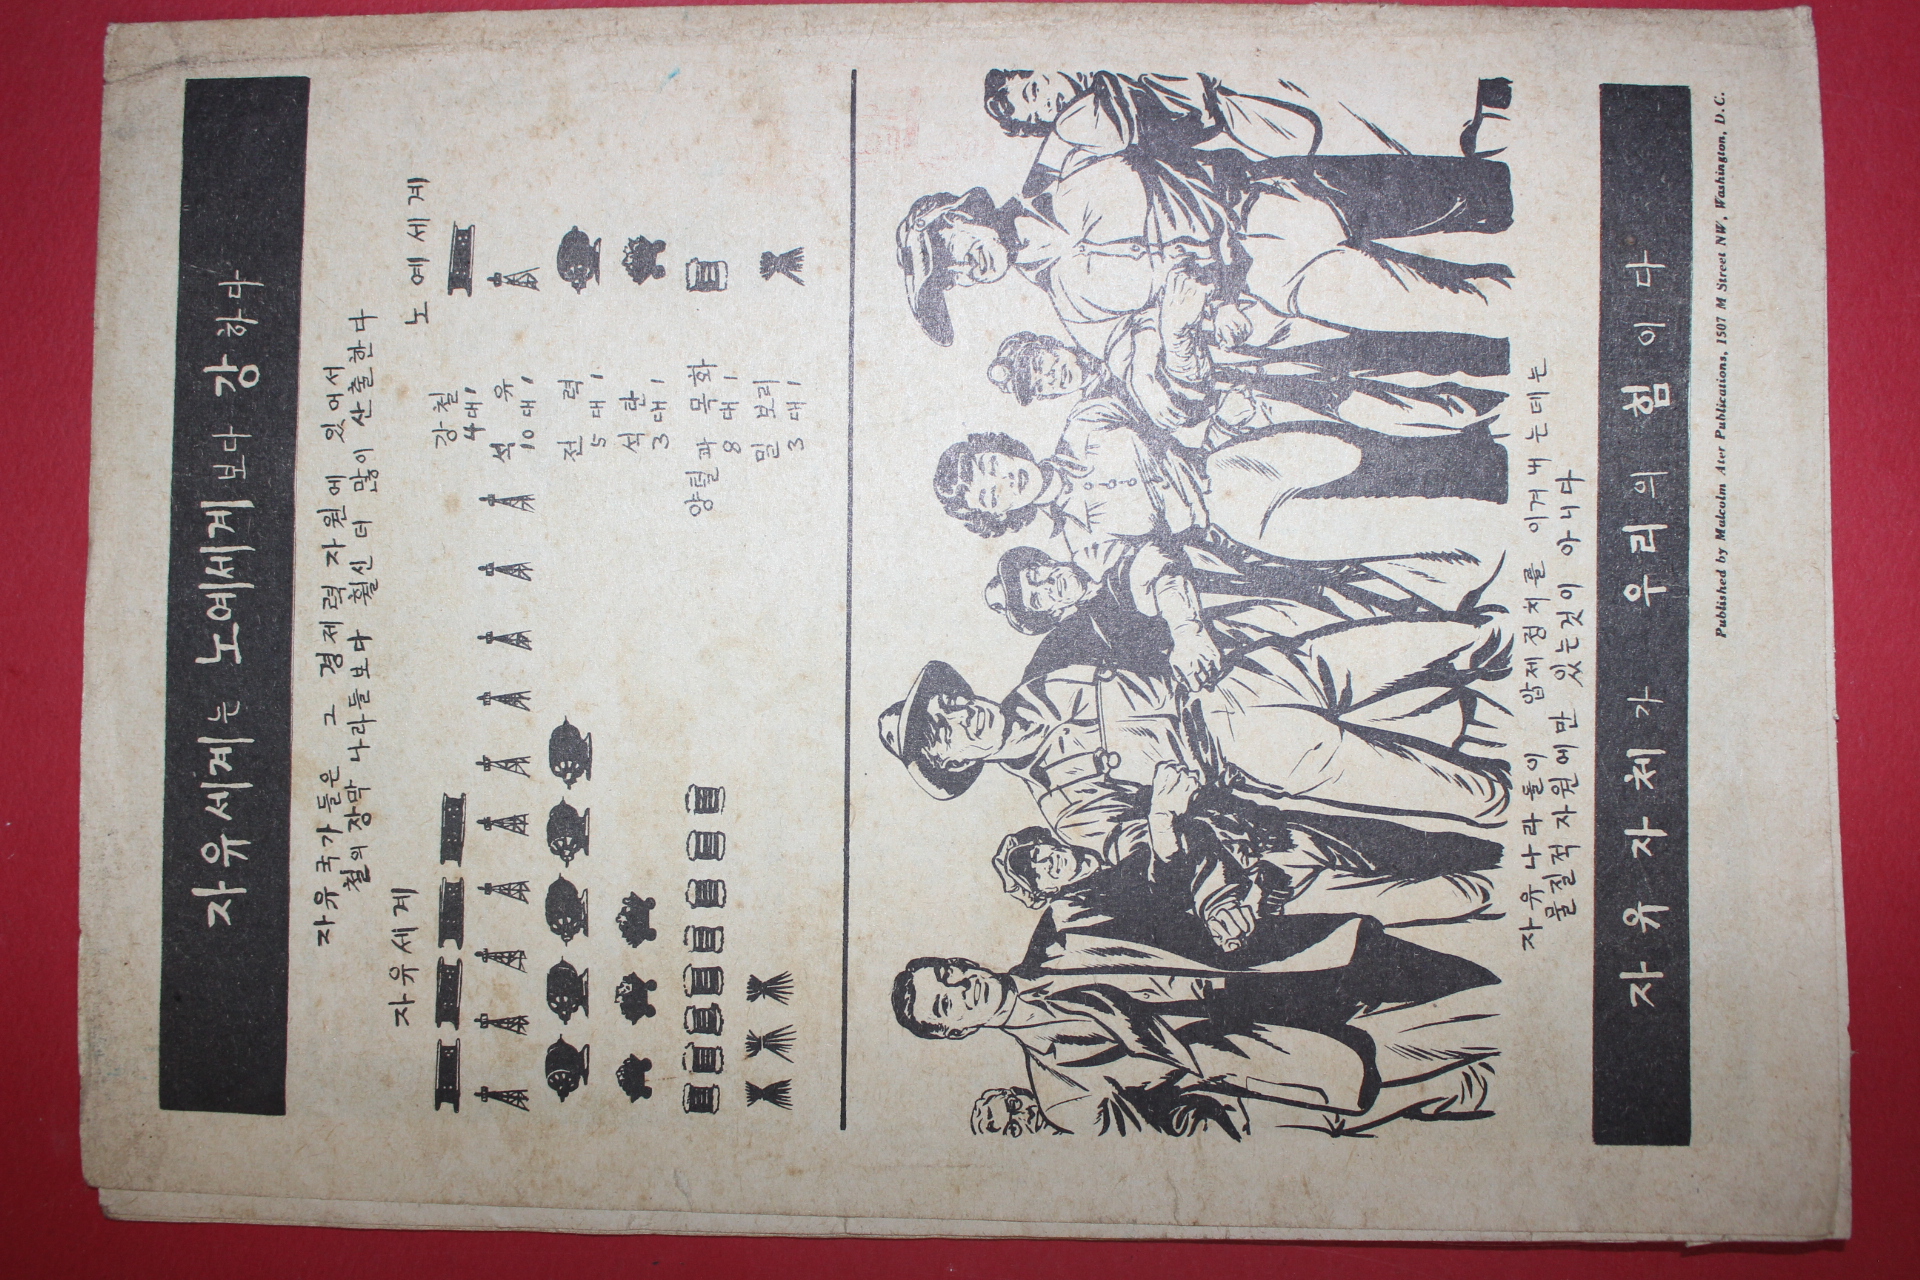 자유세계는 노예세계보다 강하다
자유국가들은 그 경제력 자원에 있어서
철의 장막 나라들보다 훨신 더 많이 산출한다
자유세계
노예세계
강철,
4대1
석유,
10대1
전력
5대1
석탄
3대1
양털과 목화
8대1
밀 보리
3대1
자유나라들이 압제정치를 이겨내는데는
물질적 자원에만 있는것이 아니다
자유자체가 우리의 힘이다
Published by Malcolm Ater Publications, 1507 M Street NW, Washington, D.C.